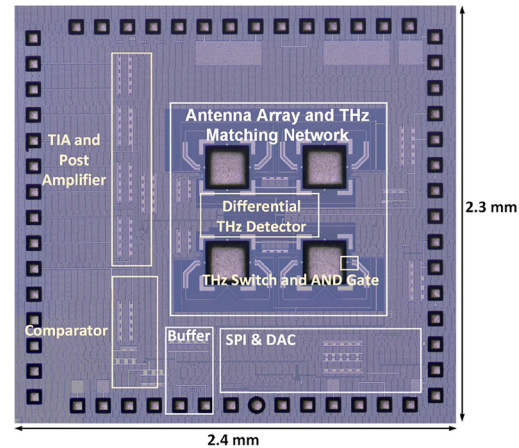 Antenna Array and THz
Matching Network
TIA and
Post
Amplifier
Differential
THz Detector
2.3 mm
THz Switch and AND Gate
Comparator
Buffer
SPI & DAC
2.4 mm